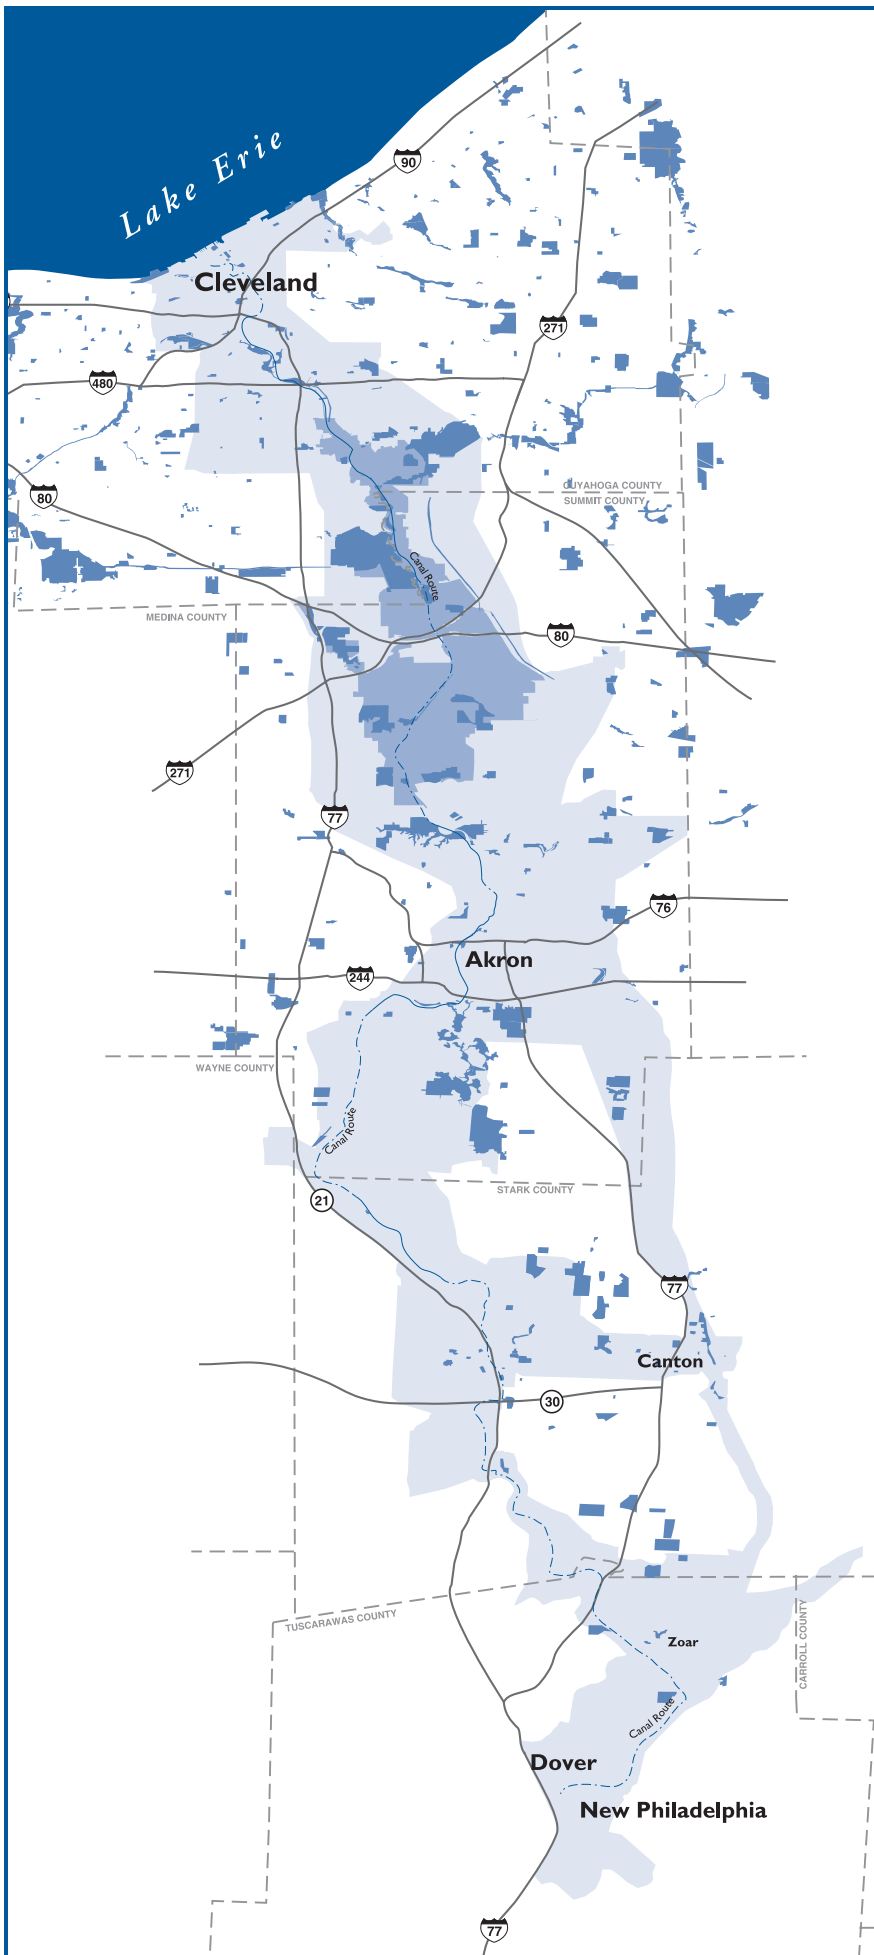 Lake Erie
90
Cleveland
271
480
80
CUYAHOGA COUNTY
SUMMIT COUNTY
Canal Route
MEDINA COUNTY
80
271
77
76
Akron
244
WAYNE COUNTY
Canal Route
STARK COUNTY
21
77
Canton
30
TUSCARAWAS COUNTY
CARROLL COUNTY
Zoar
Canal Route
Dover
New Philadelphia
77